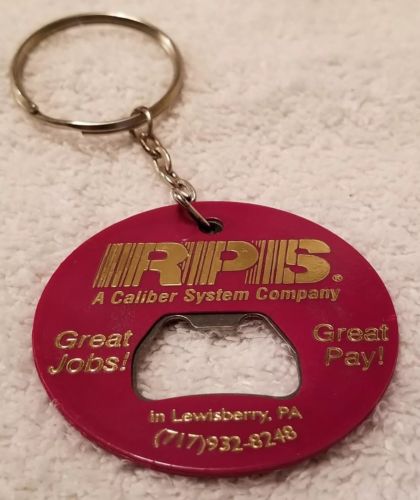 RPS®
A Caliber System Company
Great Jobs!
Great Pay!
in Lewisberry, PA
(717)932-8248